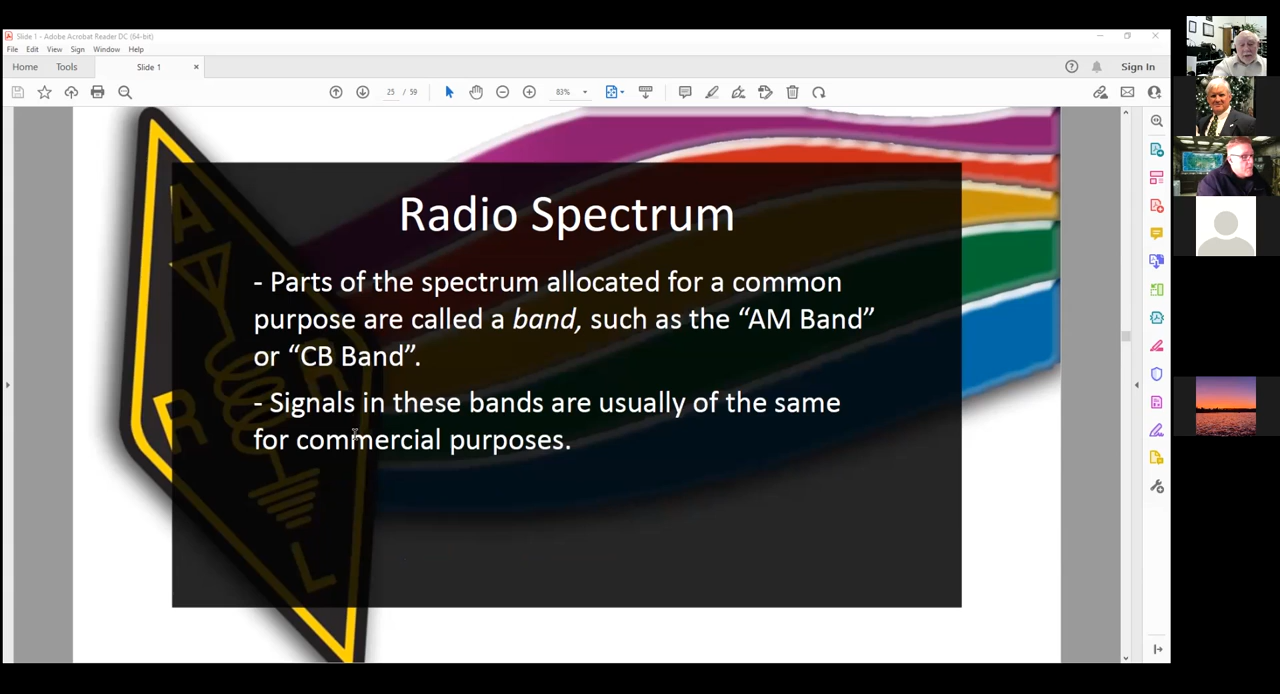 Slide 1 - Adobe Acrobat Reader DC (64-bit)
File Edit View Sign Window Help
Home Tools Slide 1 × Sign In
25 / 59 83%
Radio Spectrum
- Parts of the spectrum allocated for a common
purpose are called a band, such as the “AM Band”
or “CB Band”.
- Signals in these bands are usually of the same
for commercial purposes.
A
R R
L